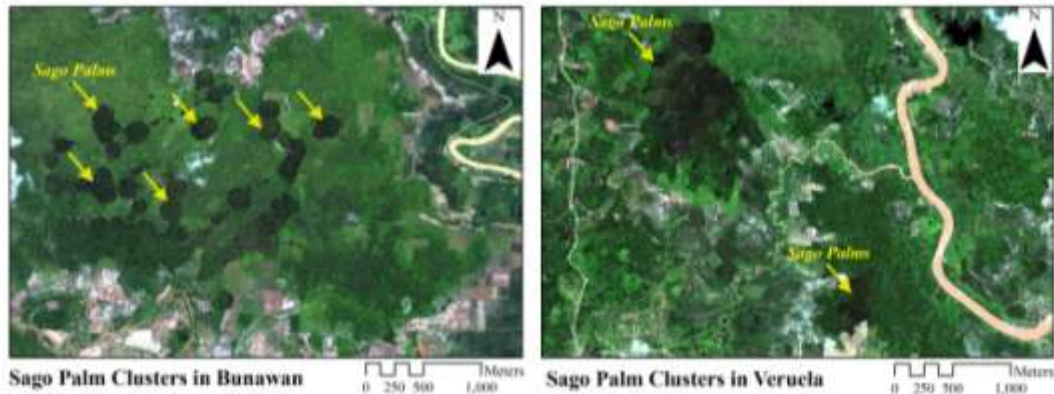 N
Sago Palms
Sago Palm Clusters in Bunawan
Meters
0 250 500 1,000
N
Sago Palms
Sago Palms
Sago Palm Clusters in Veruela
Meters
0 250 500 1,000